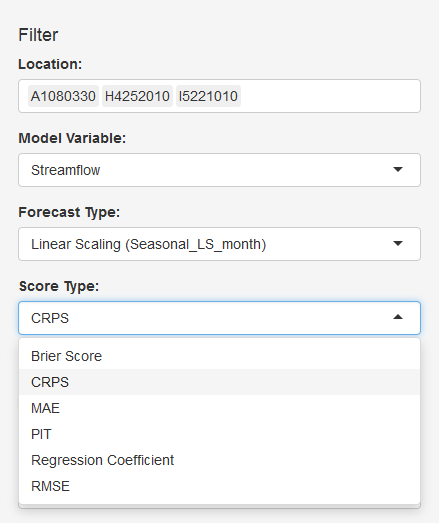 Filter
Location:
A1080330 H4252010 I5221010
Model Variable:
Streamflow
Forecast Type:
Linear Scaling (Seasonal_LS_month)
Score Type:
CRPS
Brier Score
CRPS
MAE
PIT
Regression Coefficient
RMSE